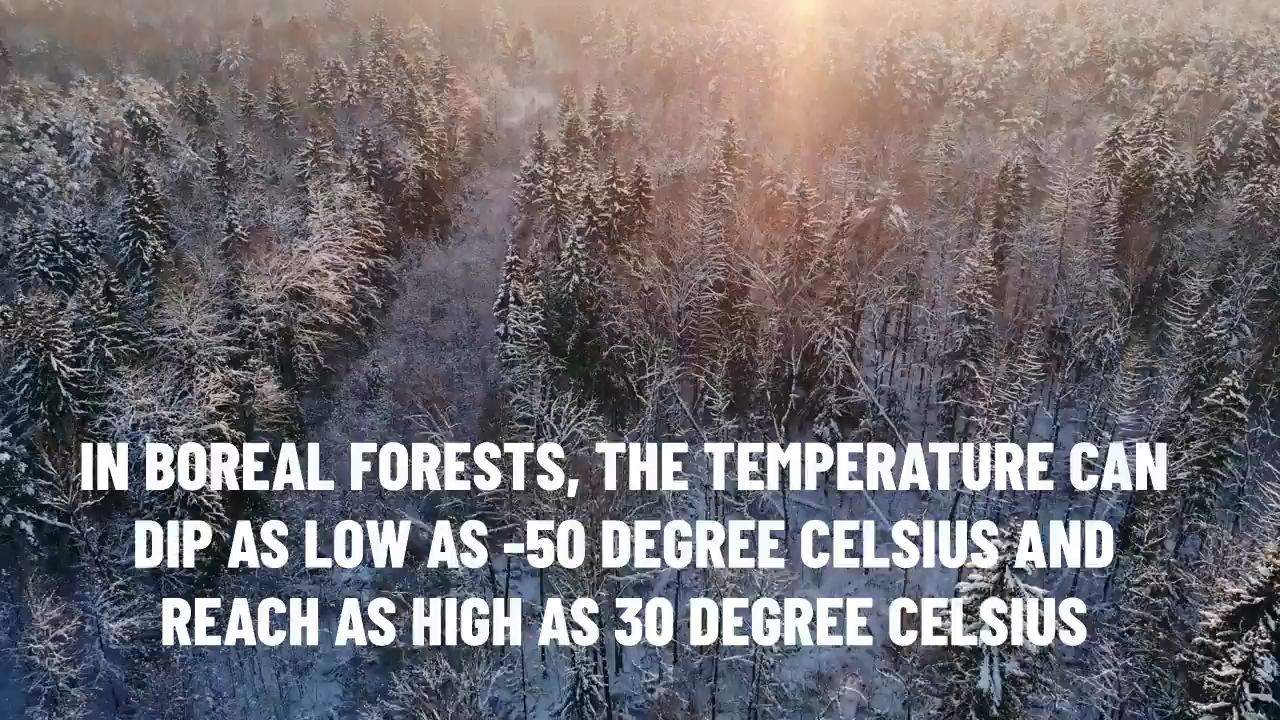 IN BOREAL FORESTS, THE TEMPERATURE CAN
DIP AS LOW AS -50 DEGREE CELSIUS AND
REACH AS HIGH AS 30 DEGREE CELSIUS